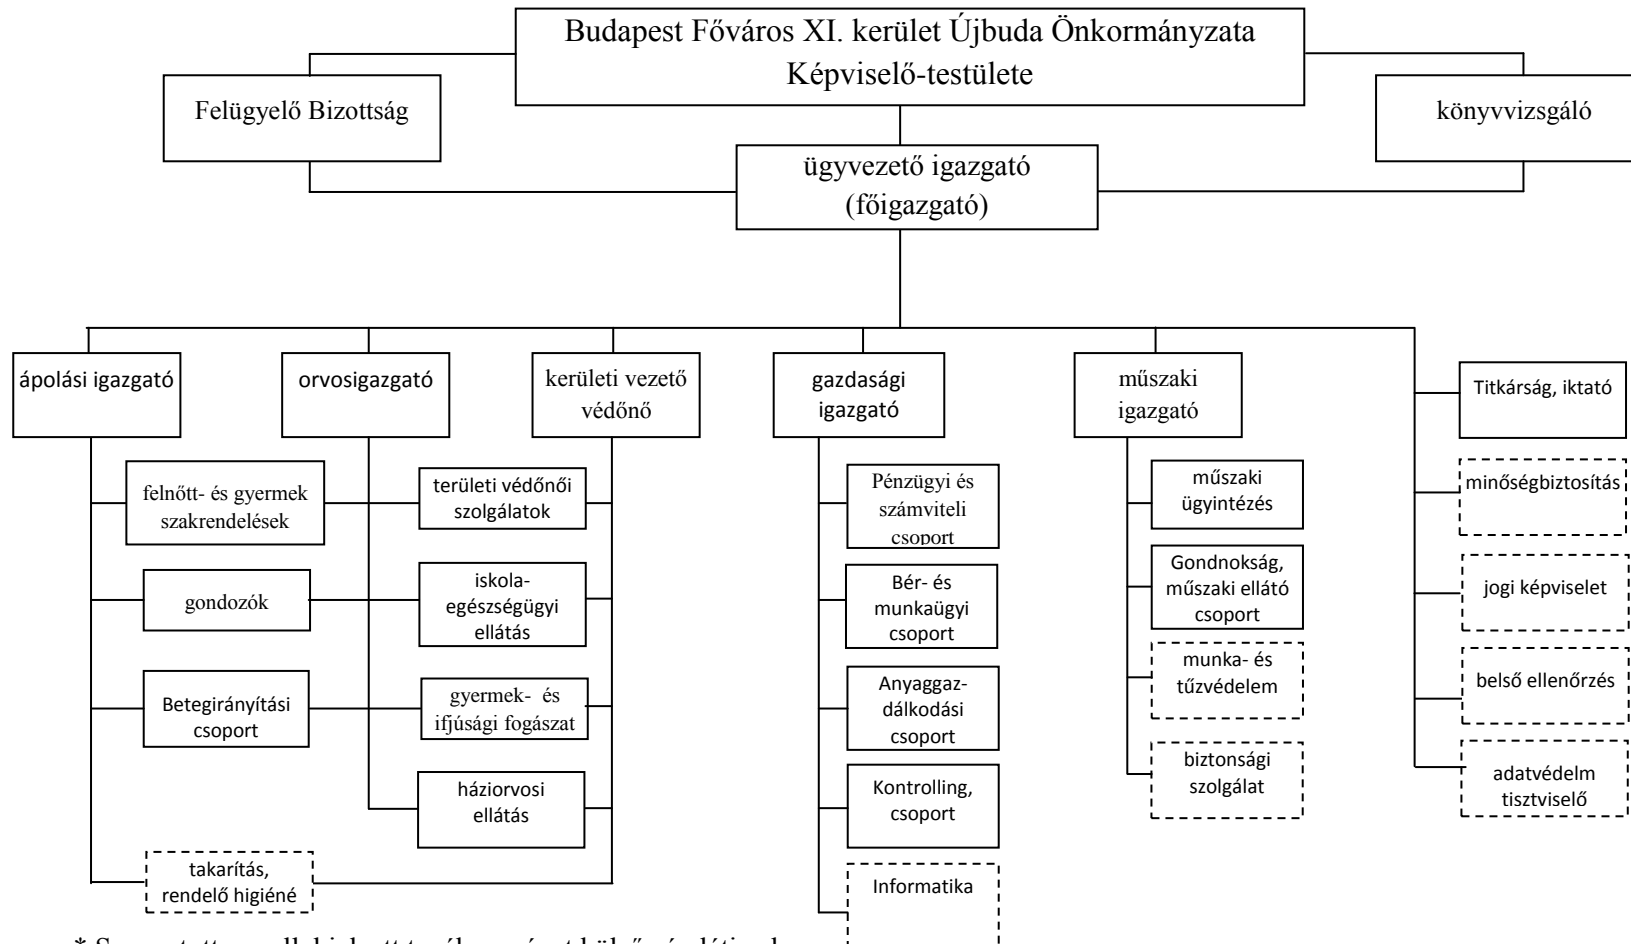 Budapest Főváros XI. kerület Újbuda Önkormányzata
Képviselő-testülete
Felügyelő Bizottság
könyvvizsgáló
ügyvezető igazgató
(főigazgató)
ápolási igazgató
orvosigazgató
kerületi vezető
védőnő
gazdasági
igazgató
műszaki
igazgató
Titkárság, iktató
felnőtt- és gyermek
szakrendelések
területi védőnői
szolgálatok
Pénzügyi és
számviteli
csoport
műszaki
ügyintézés
minőségbiztosítás
gondozók
iskola-
egészségügyi
ellátás
Bér- és
munkaügyi
csoport
Gondnokság,
műszaki ellátó
csoport
jogi képviselet
Betegirányítási
csoport
gyermek- és
ifjúsági fogászat
Anyaggaz-
dálkodási
csoport
munka- és
tűzvédelem
belső ellenőrzés
háziorvosi
ellátás
Kontrolling,
csoport
biztonsági
szolgálat
adatvédelm
tisztviselő
takarítás,
rendelő higiéné
Informatika